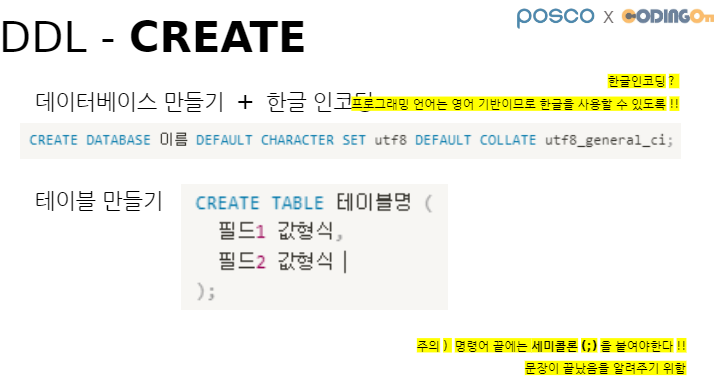 posco x CODINGOn
DDL - CREATE
한글인코딩 ?
데이터베이스 만들기 + 한글 인코딩
프로그래밍 언어는 영어 기반이므로 한글을 사용할 수 있도록 !!
CREATE DATABASE 이름 DEFAULT CHARACTER SET utf8 DEFAULT COLLATE utf8_general_ci;
테이블 만들기
CREATE TABLE 테이블명 (
필드1 값형식,
필드2 값형식
);
주의 ) 명령어 끝에는 세미콜론 (;) 을 붙여야한다 !!
문장이 끝났음을 알려주기 위함